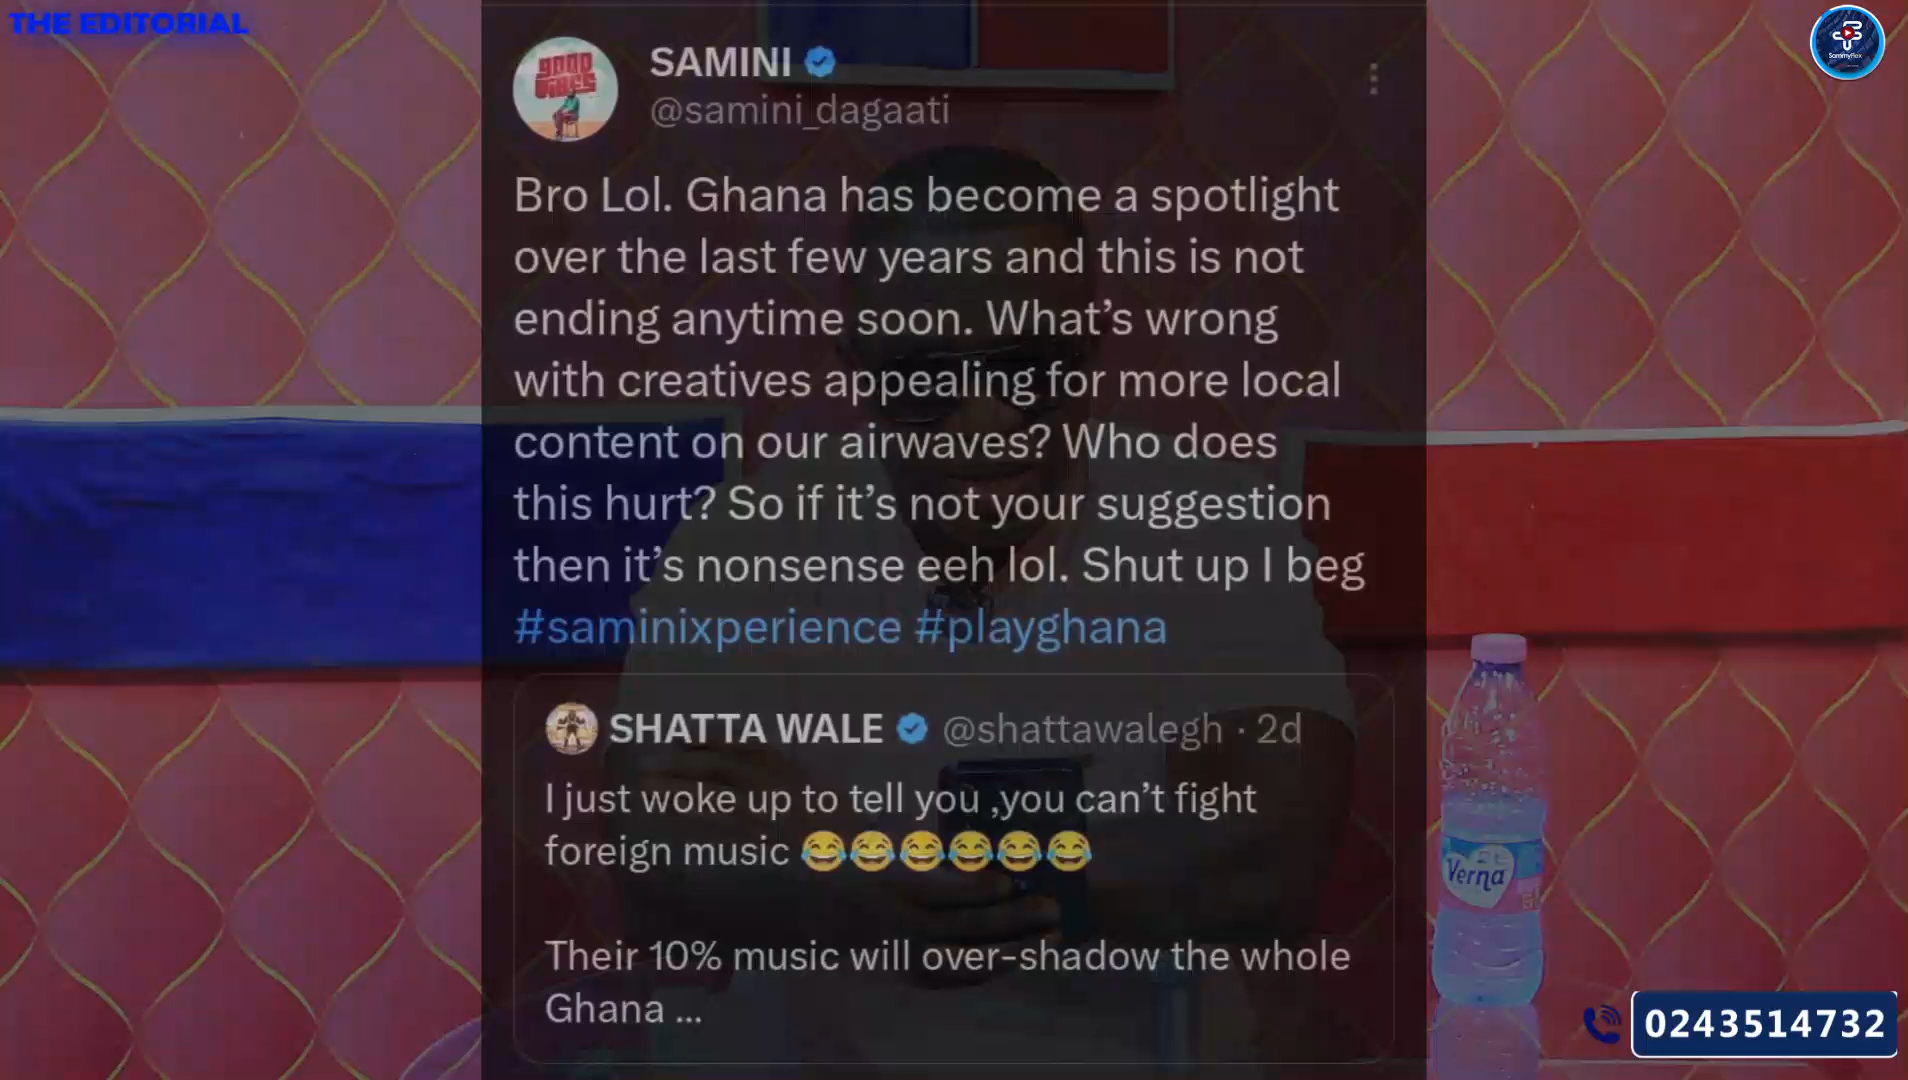 THE EDITORIAL
SammyFlex
GOOD
VIBES
SAMINI
@samini_dagaati
Bro Lol. Ghana has become a spotlight
over the last few years and this is not
ending anytime soon. What’s wrong
with creatives appealing for more local
content on our airwaves? Who does
this hurt? So if it’s not your suggestion
then it’s nonsense eeh lol. Shut up I beg
#saminixperience #playghana
SHATTA WALE @shattawalegh · 2d
I just woke up to tell you ,you can’t fight
foreign music 😂😂😂😂😂😂
Their 10% music will over-shadow the whole
Ghana ...
Verna
0243514732